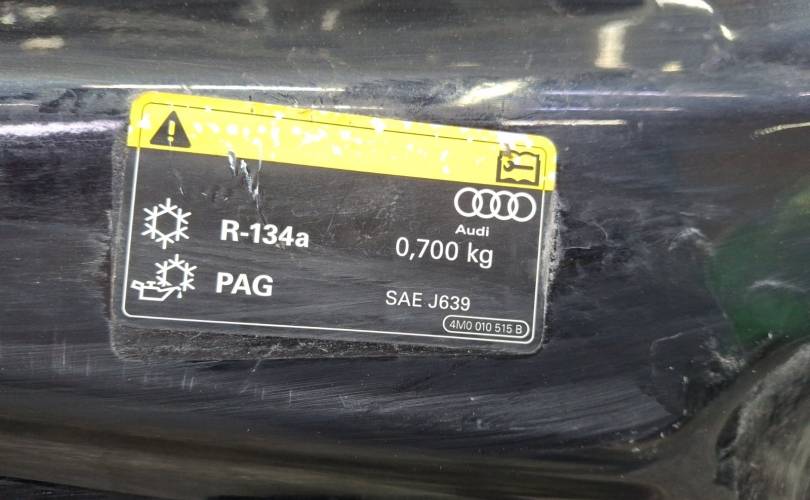 Audi
R-134a 0,700 kg
PAG SAE J639
4M0 010 515 B